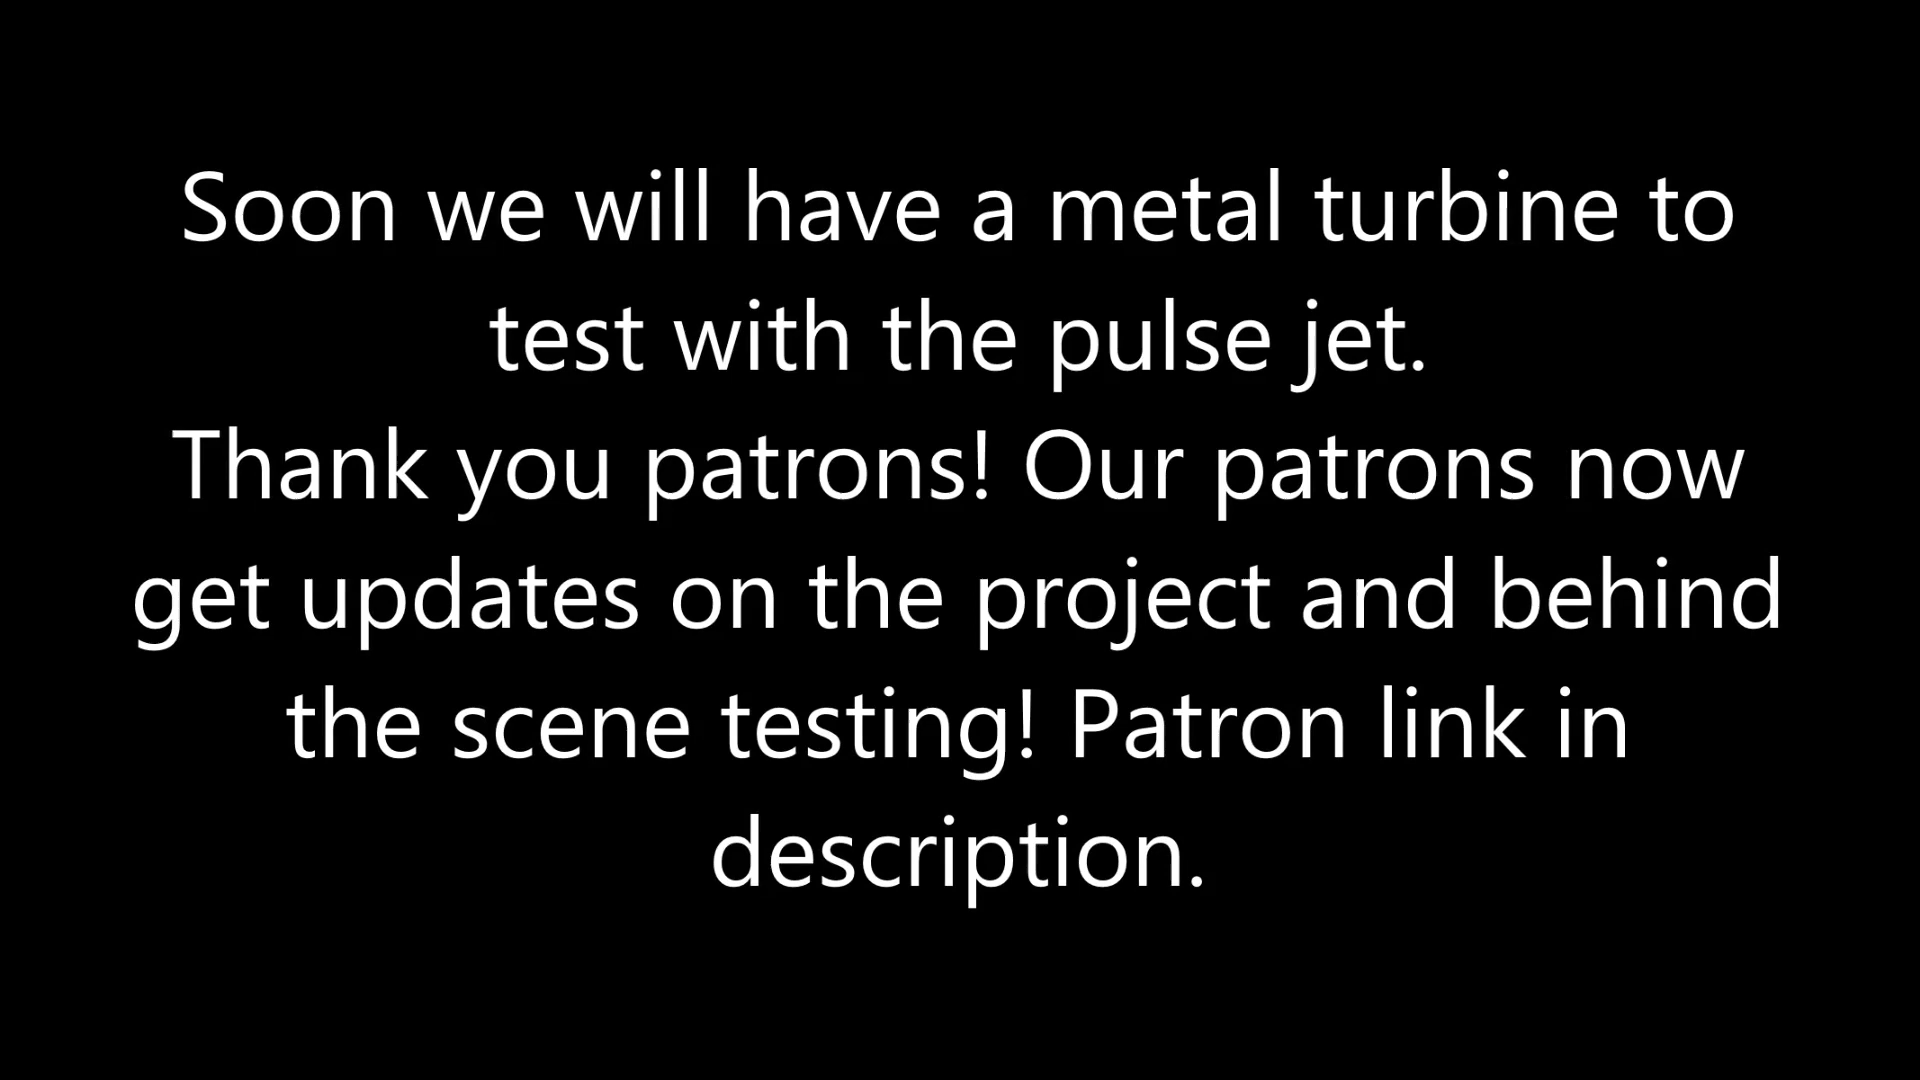 Soon we will have a metal turbine to
test with the pulse jet.
Thank you patrons! Our patrons now
get updates on the project and behind
the scene testing! Patron link in
description.